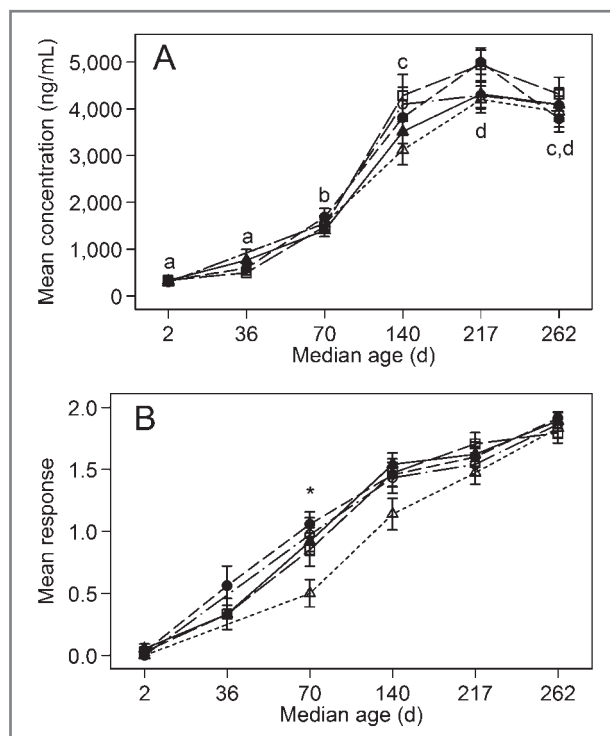 A
Mean concentration (ng/mL)
5,000
4,000
3,000
2,000
1,000
0
a
a
b
c
d
c,d
2 36 70 140 217 262
Median age (d)
B
Mean response
2.0
1.5
1.0
0.5
0.0
*
2 36 70 140 217 262
Median age (d)